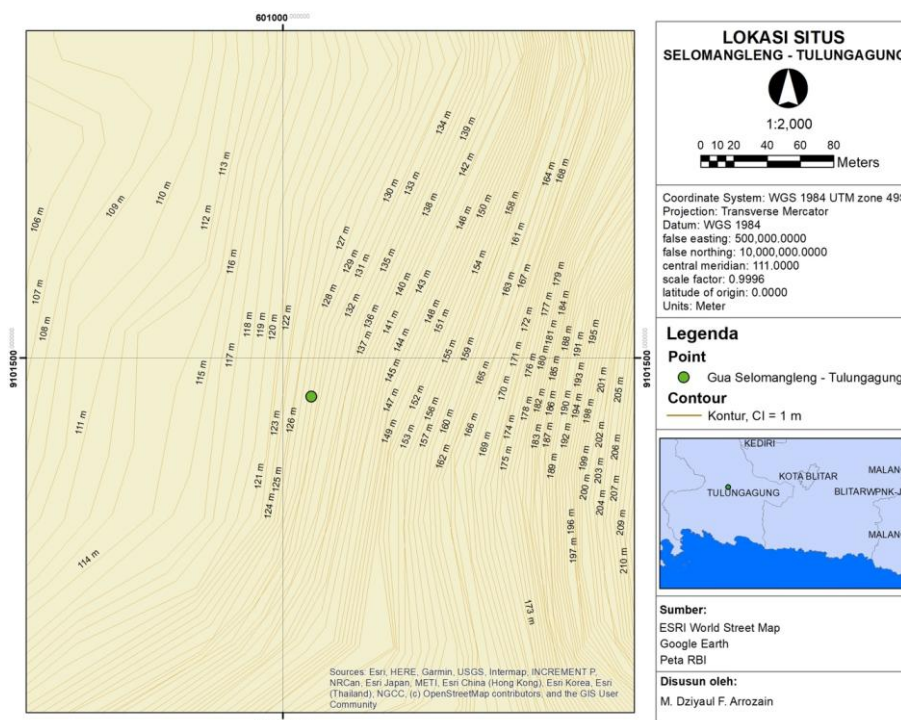 601000
LOKASI SITUS
SELOMANGLENG - TULUNGAGUNG
1:2,000
0 10 20 40 60 80
Meters
Coordinate System: WGS 1984 UTM zone 49S
Projection: Transverse Mercator
Datum: WGS 1984
false easting: 500,000.0000
false northing: 10,000,000.0000
central meridian: 111.0000
scale factor: 0.9996
latitude of origin: 0.0000
Units: Meter
Legenda
Point
Gua Selomangleng - Tulungagung
Contour
Kontur, CI = 1 m
KEDIRI
KOTA BLITAR
MALANG
TULUNGAGUNG
BLITARWPNK-J
MALANG
Sumber:
ESRI World Street Map
Google Earth
Peta RBI
Disusun oleh:
M. Dziyaul F. Arrozain
9101500
9101500
134 m
139 m
113 m
142 m
164 m
168 m
109 m
110 m
130 m
133 m
106 m
112 m
138 m
146 m
150 m
158 m
127 m
161 m
116 m
129 m
131 m
135 m
154 m
107 m
128 m
132 m
140 m
143 m
163 m
167 m
179 m
108 m
118 m
119 m
120 m
122 m
136 m
141 m
148 m
151 m
172 m
177 m
184 m
115 m
117 m
137 m
144 m
155 m
159 m
171 m
181 m
188 m
191 m
195 m
145 m
165 m
176 m
180 m
185 m
193 m
201 m
205 m
111 m
123 m
126 m
147 m
152 m
156 m
160 m
166 m
170 m
174 m
178 m
182 m
186 m
190 m
194 m
198 m
149 m
153 m
157 m
162 m
169 m
175 m
183 m
187 m
192 m
202 m
206 m
121 m
125 m
124 m
189 m
199 m
200 m
203 m
204 m
207 m
114 m
196 m
197 m
209 m
210 m
173 m
Sources: Esri, HERE, Garmin, USGS, Intermap, INCREMENT P,
NRCan, Esri Japan, METI, Esri China (Hong Kong), Esri Korea, Esri
(Thailand), NGCC, (c) OpenStreetMap contributors, and the GIS User
Community